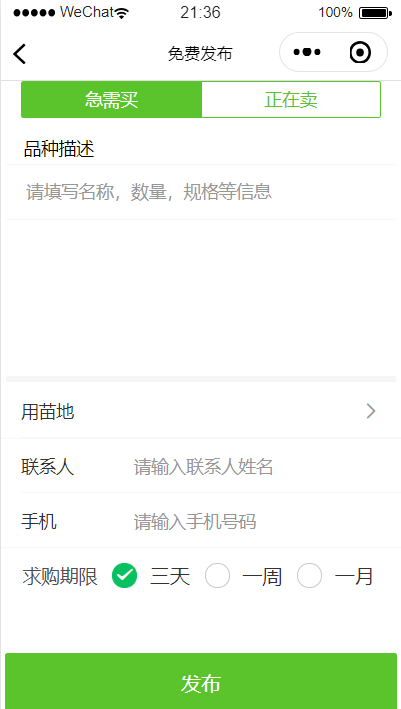 WeChat 21:36 100%
免费发布
急需买 正在卖
品种描述
请填写名称，数量，规格等信息
用苗地
联系人 请输入联系人姓名
手机 请输入手机号码
求购期限 三天 一周 一月
发布